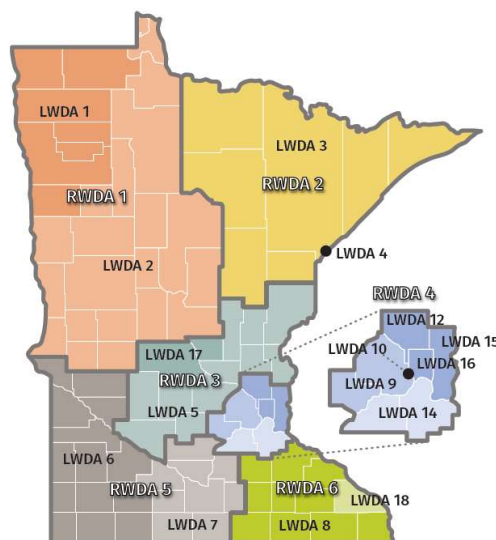 LWDA 1
LWDA 3
RWDA 1
RWDA 2
LWDA 4
LWDA 2
RWDA 4
LWDA 12
LWDA 17
LWDA 10
LWDA 15
LWDA 16
RWDA 3
LWDA 9
LWDA 5
LWDA 14
LWDA 6
RWDA 5
RWDA 6
LWDA 18
LWDA 7
LWDA 8